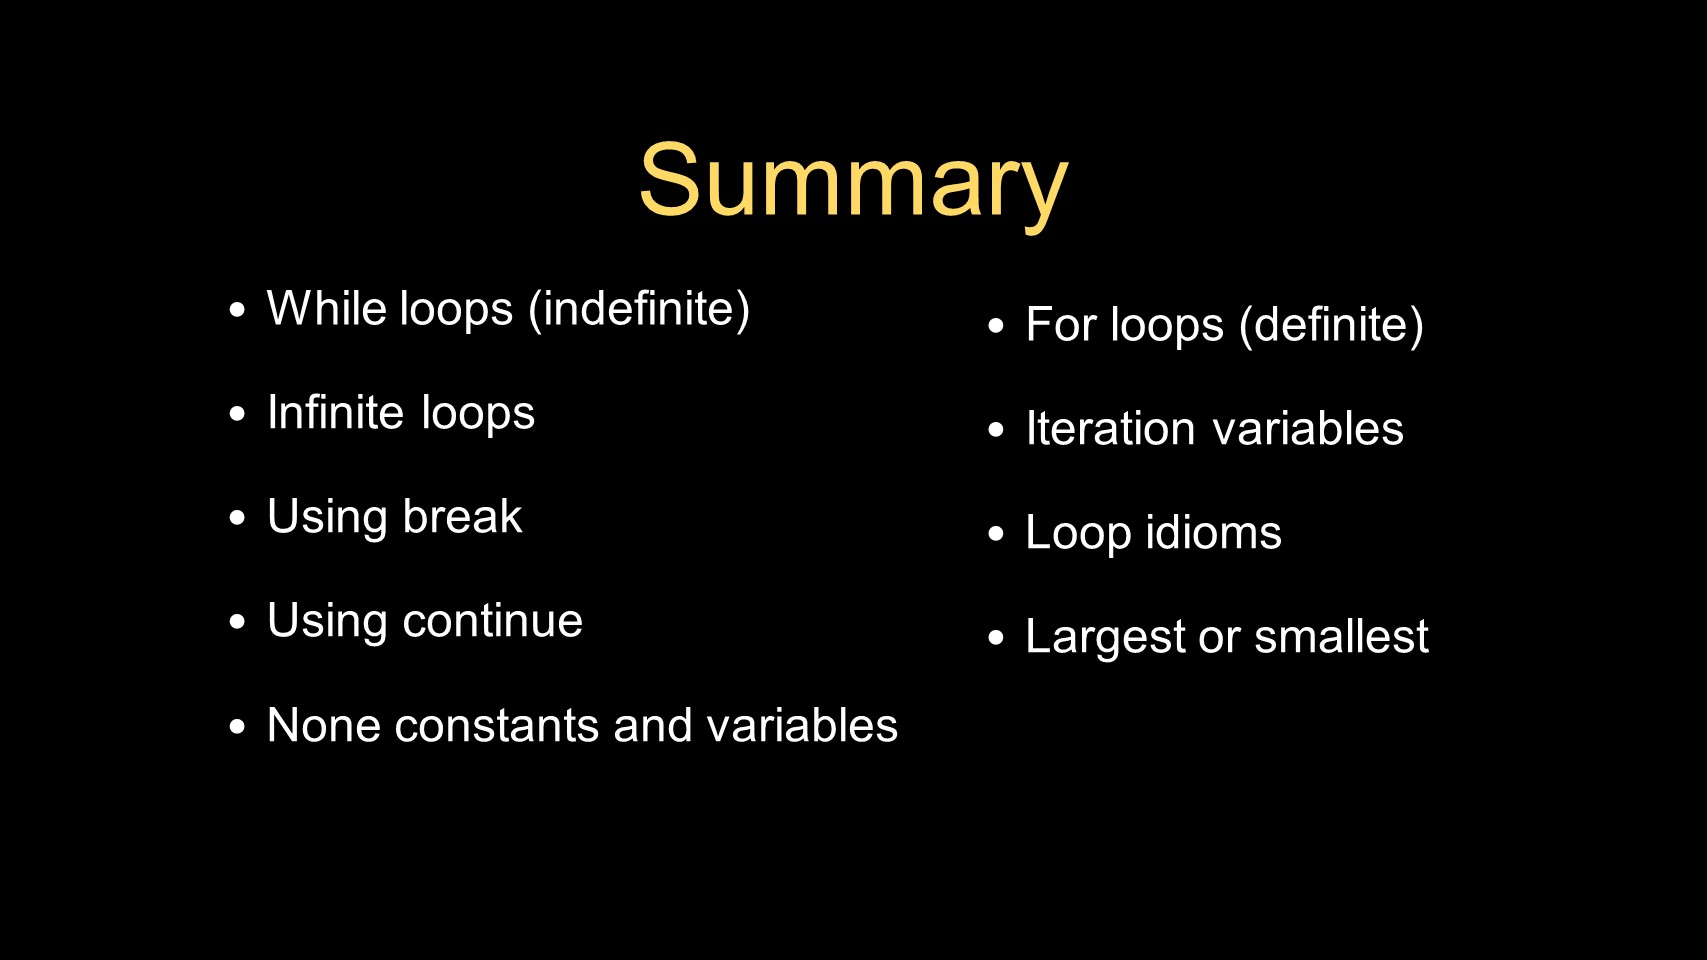 Summary
• While loops (indefinite)
• Infinite loops
• Using break
• Using continue
• None constants and variables
• For loops (definite)
• Iteration variables
• Loop idioms
• Largest or smallest